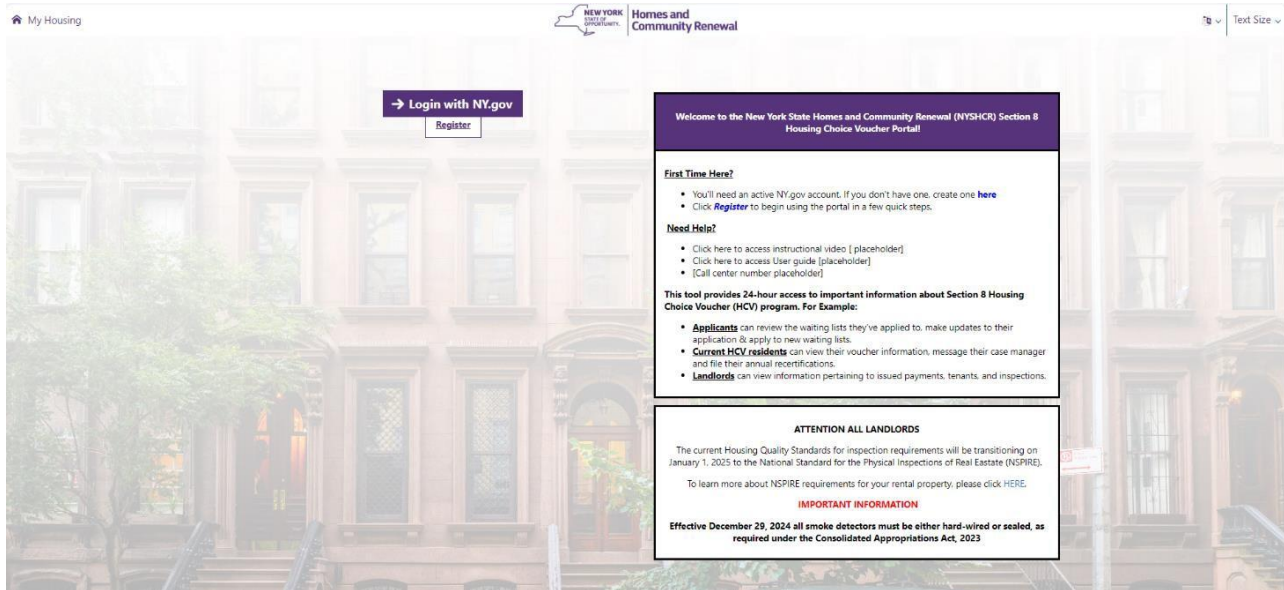 My Housing
NEW YORK
STATE OF
OPPORTUNITY.
Homes and
Community Renewal
Text Size
→ Login with NY.gov
Register
Welcome to the New York State Homes and Community Renewal (NYSHCR) Section 8
Housing Choice Voucher Portal!
First Time Here?
• You'll need an active NY.gov account. If you don't have one, create one here
• Click Register to begin using the portal in a few quick steps.
Need Help?
• Click here to access instructional video [ placeholder]
• Click here to access User guide [placeholder]
• [Call center number placeholder]
This tool provides 24-hour access to important information about Section 8 Housing
Choice Voucher (HCV) program. For Example:
• Applicants can review the waiting lists they've applied to, make updates to their
application & apply to new waiting lists.
• Current HCV residents can view their voucher information, message their case manager
and file their annual recertifications.
• Landlords can view information pertaining to issued payments, tenants, and inspections.
ATTENTION ALL LANDLORDS
The current Housing Quality Standards for inspection requirements will be transitioning on
January 1, 2025 to the National Standard for the Physical Inspections of Real Eastate (NSPIRE).
To learn more about NSPIRE requirements for your rental property, please click HERE.
IMPORTANT INFORMATION
Effective December 29, 2024 all smoke detectors must be either hard-wired or sealed, as
required under the Consolidated Appropriations Act, 2023